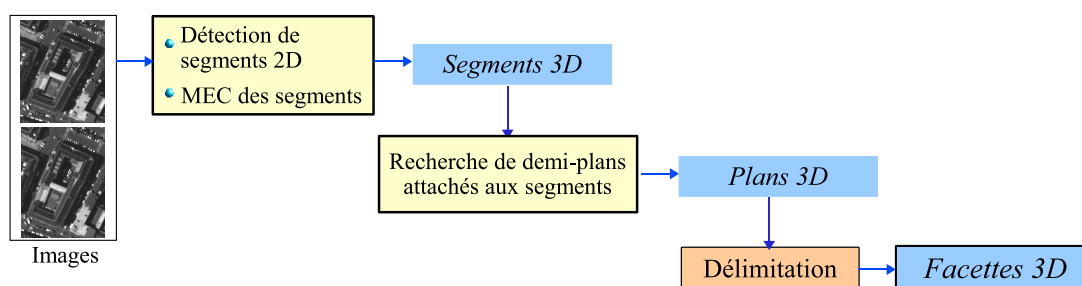 Images
Détection de
segments 2D
MEC des segments
Segments 3D
Recherche de demi-plans
attachés aux segments
Plans 3D
Délimitation
Facettes 3D